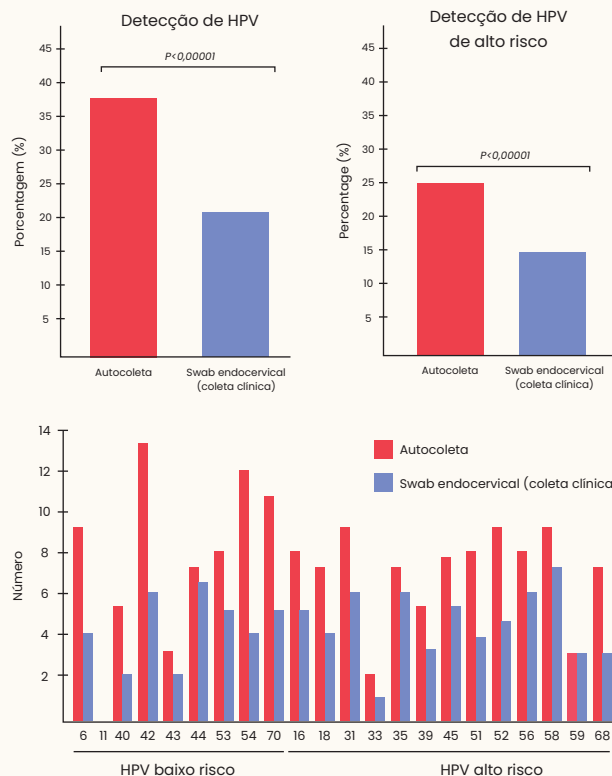 Detecção de HPV
P<0,00001
Porcentagem (%)
45
40
35
30
25
20
15
10
5
Autocoleta
Swab endocervical
(coleta clínica)
Detecção de HPV
de alto risco
P<0,00001
Percentage (%)
45
40
35
30
25
20
15
10
5
Autocoleta
Swab endocervical
(coleta clínica)
Autocoleta
Swab endocervical (coleta clínica
Número
14
12
10
8
6
4
2
6 11 40 42 43 44 53 54 70 16 18 31 33 35 39 45 51 52 56 58 59 68
HPV baixo risco
HPV alto risco